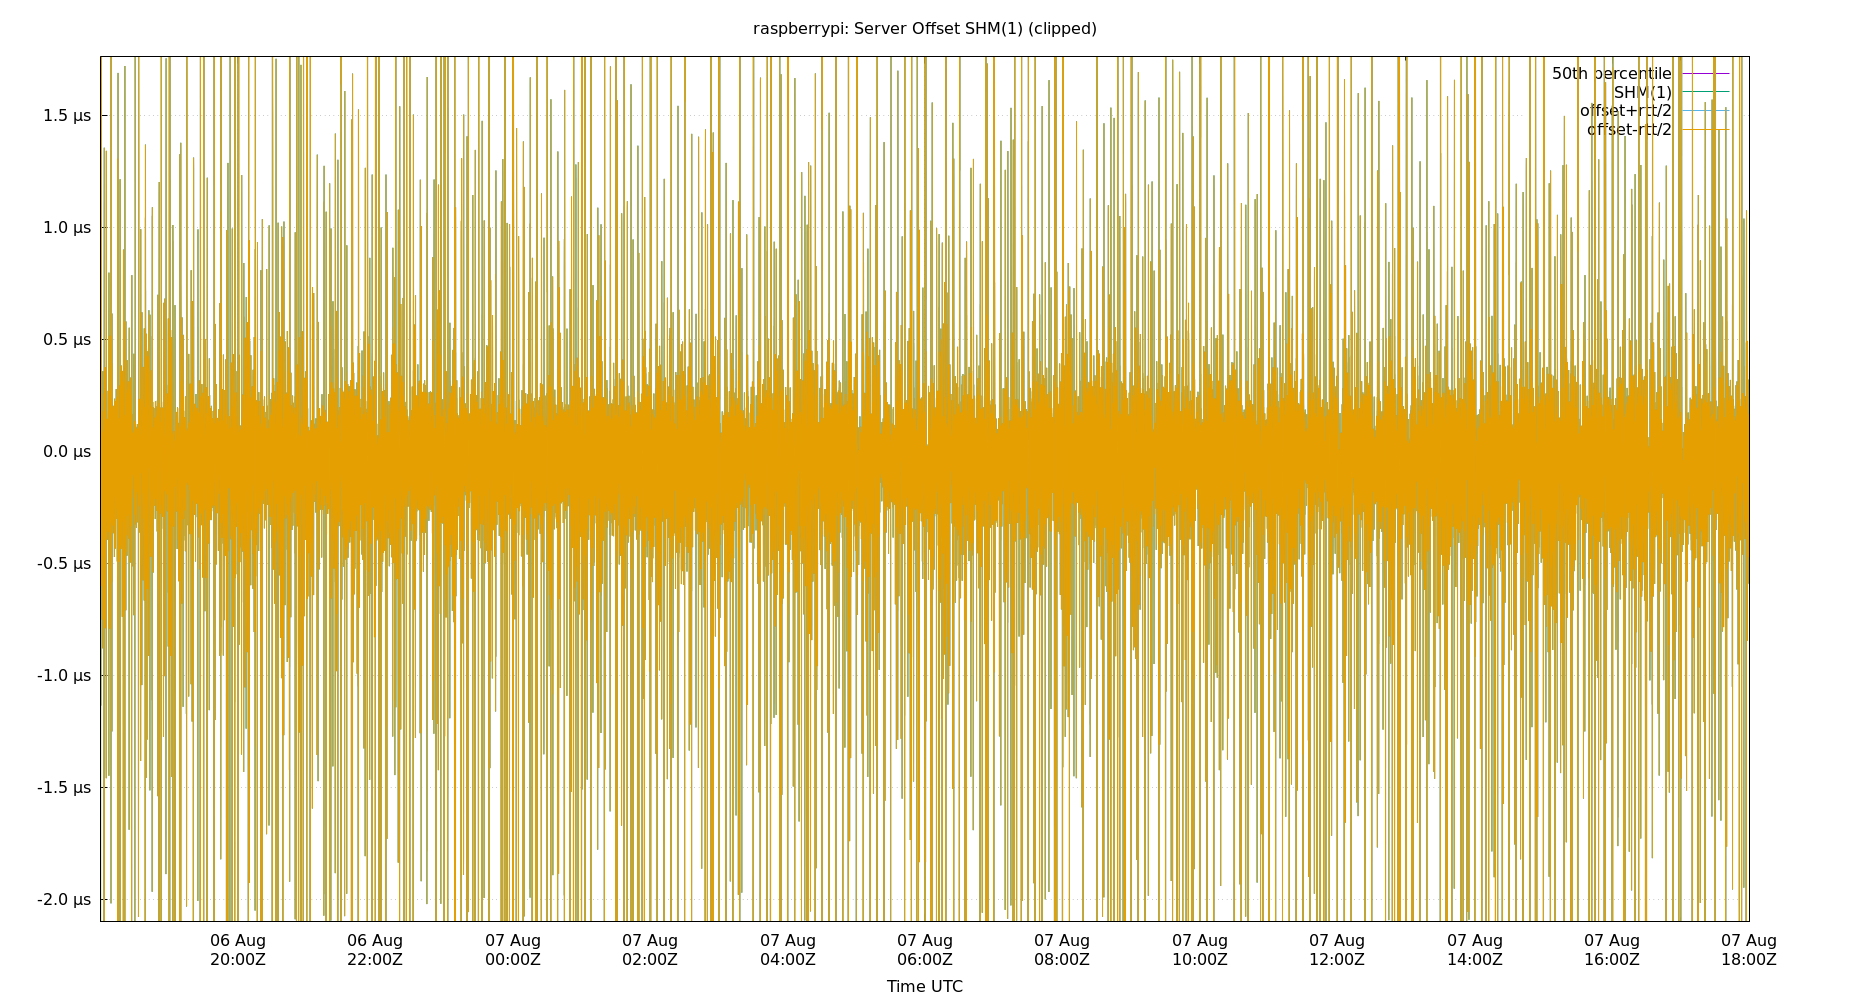 raspberrypi: Server Offset SHM(1) (clipped)
50th percentile
SHM(1)
offset+rtt/2
offset-rtt/2
1.5 µs
1.0 µs
0.5 µs
0.0 µs
-0.5 µs
-1.0 µs
-1.5 µs
-2.0 µs
06 Aug 06 Aug 07 Aug 07 Aug 07 Aug 07 Aug 07 Aug 07 Aug 07 Aug 07 Aug 07 Aug 07 Aug
20:00Z 22:00Z 00:00Z 02:00Z 04:00Z 06:00Z 08:00Z 10:00Z 12:00Z 14:00Z 16:00Z 18:00Z
Time UTC